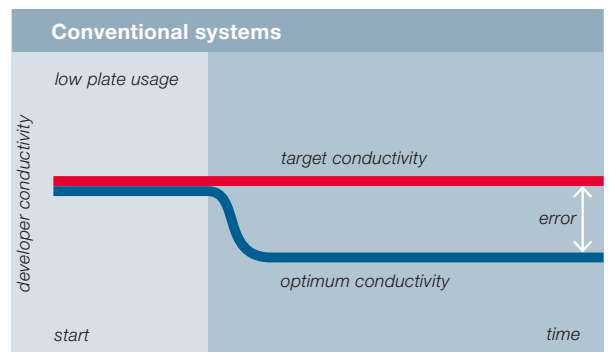 Conventional systems
low plate usage
developer conductivity
target conductivity
error
optimum conductivity
start
time